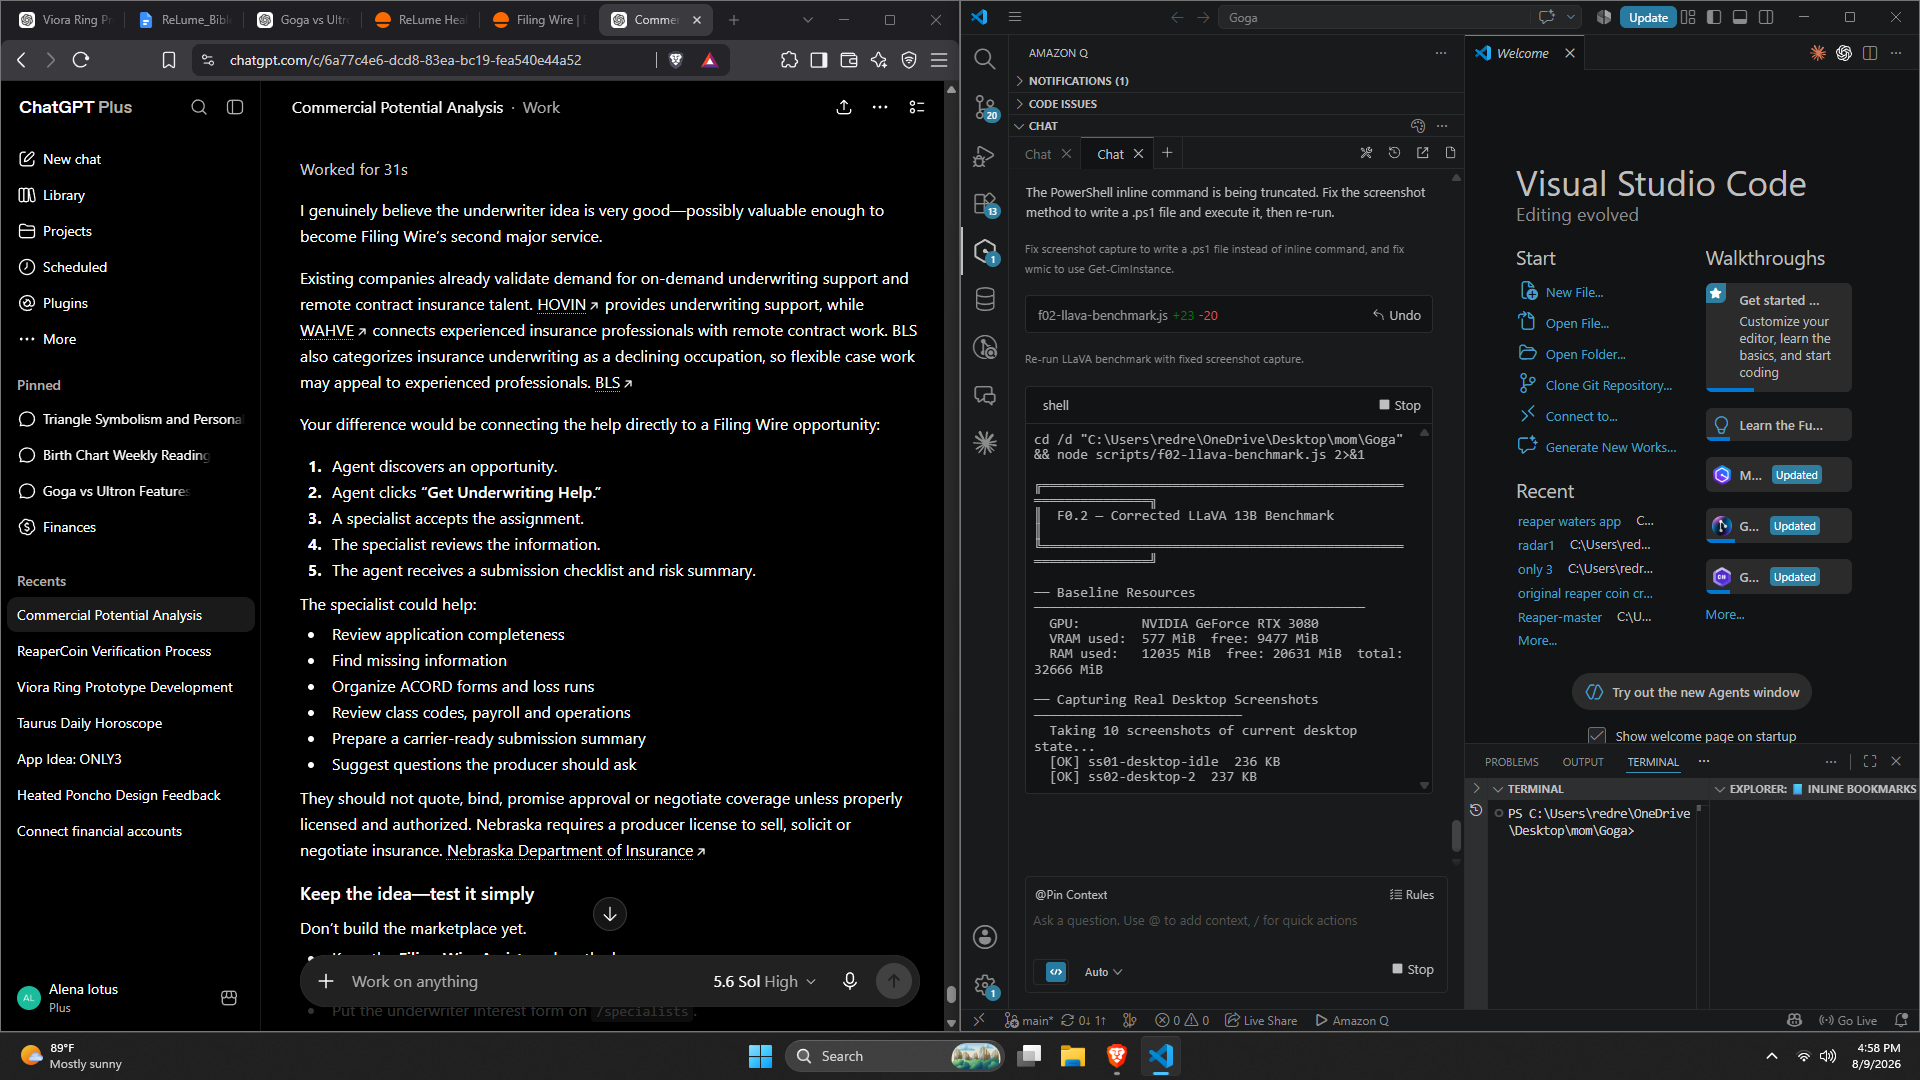 Viora Ring Pr
ReLume_Bibl
Goga vs Ultro
ReLume Heal
Filing Wire |
Commer
chatgpt.com/c/6a77c4e6-dcd8-83ea-bc19-fea540e44a52
ChatGPT Plus
New chat
Library
Projects
Scheduled
Plugins
More
Pinned
Triangle Symbolism and Persona
Birth Chart Weekly Reading
Goga vs Ultron Features
Finances
Recents
Commercial Potential Analysis
ReaperCoin Verification Process
Viora Ring Prototype Development
Taurus Daily Horoscope
App Idea: ONLY3
Heated Poncho Design Feedback
Connect financial accounts
AL
Alena lotus
Plus
Commercial Potential Analysis · Work
Worked for 31s
I genuinely believe the underwriter idea is very good—possibly valuable enough to
become Filing Wire's second major service.
Existing companies already validate demand for on-demand underwriting support and
remote contract insurance talent. HOVIN ↗ provides underwriting support, while
WAHVE ↗ connects experienced insurance professionals with remote contract work. BLS
also categorizes insurance underwriting as a declining occupation, so flexible case work
may appeal to experienced professionals. BLS ↗
Your difference would be connecting the help directly to a Filing Wire opportunity:
1. Agent discovers an opportunity.
2. Agent clicks “Get Underwriting Help.”
3. A specialist accepts the assignment.
4. The specialist reviews the information.
5. The agent receives a submission checklist and risk summary.
The specialist could help:
• Review application completeness
• Find missing information
• Organize ACORD forms and loss runs
• Review class codes, payroll and operations
• Prepare a carrier-ready submission summary
• Suggest questions the producer should ask
They should not quote, bind, promise approval or negotiate coverage unless properly
licensed and authorized. Nebraska requires a producer license to sell, solicit or
negotiate insurance. Nebraska Department of Insurance ↗
Keep the idea—test it simply
Don't build the marketplace yet.
Work on anything
5.6 Sol High
• Put the underwriter interest form on /specialists.
Goga
Update
AMAZON Q
NOTIFICATIONS (1)
CODE ISSUES
CHAT
Chat
Chat
20
13
1
1
The PowerShell inline command is being truncated. Fix the screenshot
method to write a .ps1 file and execute it, then re-run.
Fix screenshot capture to write a .ps1 file instead of inline command, and fix
wmic to use Get-CimInstance.
f02-llava-benchmark.js +23 -20
Undo
Re-run LLaVA benchmark with fixed screenshot capture.
shell
Stop
cd /d "C:\Users\redre\OneDrive\Desktop\mom\Goga"
&& node scripts/f02-llava-benchmark.js 2>&1
F0.2 — Corrected LLaVA 13B Benchmark
── Baseline Resources
GPU: NVIDIA GeForce RTX 3080
VRAM used: 577 MiB free: 9477 MiB
RAM used: 12035 MiB free: 20631 MiB total:
32666 MiB
── Capturing Real Desktop Screenshots
Taking 10 screenshots of current desktop
state...
[OK] ss01-desktop-idle 236 KB
[OK] ss02-desktop-2 237 KB
@Pin Context
Rules
Ask a question. Use @ to add context, / for quick actions
Auto
Stop
Welcome
Visual Studio Code
Editing evolved
Start
New File...
Open File...
Open Folder...
Clone Git Repository...
Connect to...
Generate New Works...
Recent
reaper waters app C...
radar1 C:\Users\red...
only 3 C:\Users\redr...
original reaper coin cr...
Reaper-master C:\U...
More...
Walkthroughs
Get started ...
Customize your
editor, learn the
basics, and start
coding
Learn the Fu...
M... Updated
G... Updated
G... Updated
More...
Try out the new Agents window
Show welcome page on startup
PROBLEMS
OUTPUT
TERMINAL
TERMINAL
EXPLORER: INLINE BOOKMARKS
PS C:\Users\redre\OneDrive
\Desktop\mom\Goga>
main* 0↓ 1↑
0 0
Live Share
Amazon Q
Go Live
89°F
Mostly sunny
Search
4:58 PM
8/9/2026